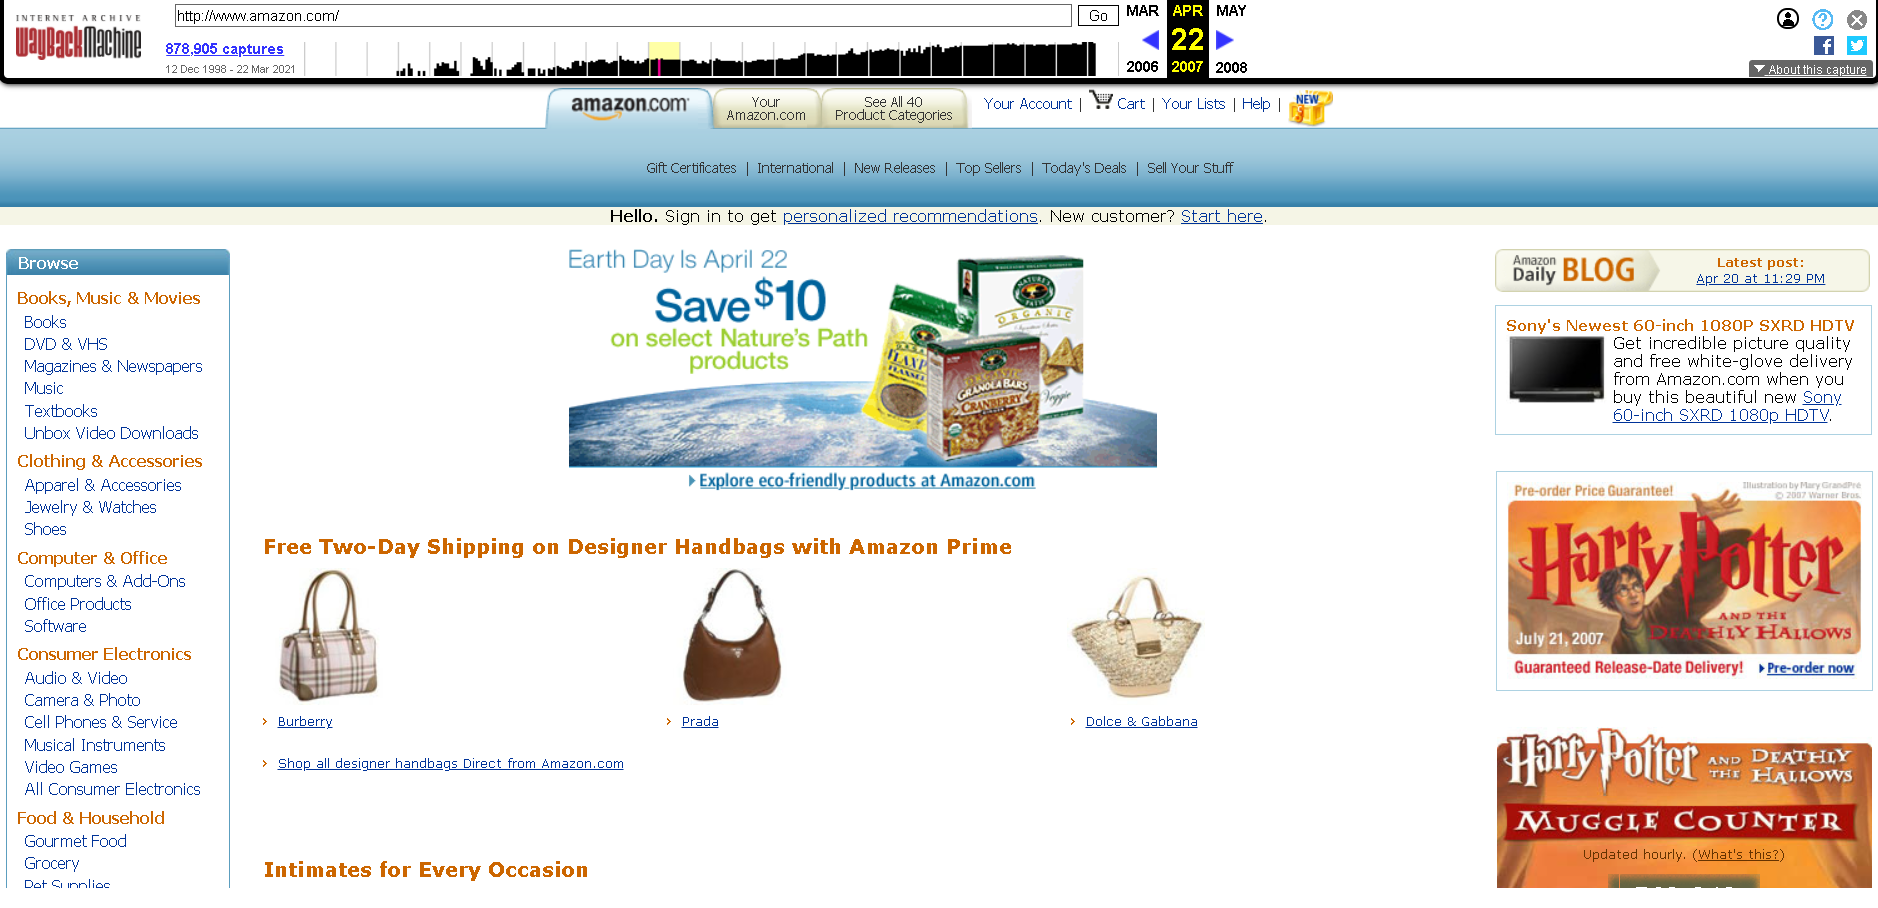 INTERNET ARCHIVE
WayBackMachine
http://www.amazon.com/
Go
MAR
APR
MAY
878,905 captures
22
12 Dec 1998 - 22 Mar 2021
2006
2007
2008
About this capture
amazon.com
Your
Amazon.com
See All 40
Product Categories
Your Account | Cart | Your Lists | Help |
NEW
Gift Certificates | International | New Releases | Top Sellers | Today's Deals | Sell Your Stuff
Hello. Sign in to get personalized recommendations. New customer? Start here.
Browse
Books, Music & Movies
Books
DVD & VHS
Magazines & Newspapers
Music
Textbooks
Unbox Video Downloads
Clothing & Accessories
Apparel & Accessories
Jewelry & Watches
Shoes
Computer & Office
Computers & Add-Ons
Office Products
Software
Consumer Electronics
Audio & Video
Camera & Photo
Cell Phones & Service
Musical Instruments
Video Games
All Consumer Electronics
Food & Household
Gourmet Food
Grocery
Pet Supplies
Earth Day Is April 22
Save $10
on select Nature's Path
products
NATURE'S
PATH
ORGANIC
GRANOLA BARS
CRANBERRY
Veggie
Explore eco-friendly products at Amazon.com
Free Two-Day Shipping on Designer Handbags with Amazon Prime
Burberry
Prada
Dolce & Gabbana
Shop all designer handbags Direct from Amazon.com
Intimates for Every Occasion
Amazon
Daily BLOG
Latest post:
Apr 20 at 11:29 PM
Sony's Newest 60-inch 1080P SXRD HDTV
Get incredible picture quality
and free white-glove delivery
from Amazon.com when you
buy this beautiful new Sony
60-inch SXRD 1080p HDTV.
Pre-order Price Guarantee!
Illustration by Mary GrandPré
© 2007 Warner Bros.
Harry Potter
AND THE
DEATHLY HALLOWS
July 21, 2007
Guaranteed Release-Date Delivery!
Pre-order now
Harry Potter AND THE DEATHLY HALLOWS
MUGGLE COUNTER
Updated hourly. (What's this?)